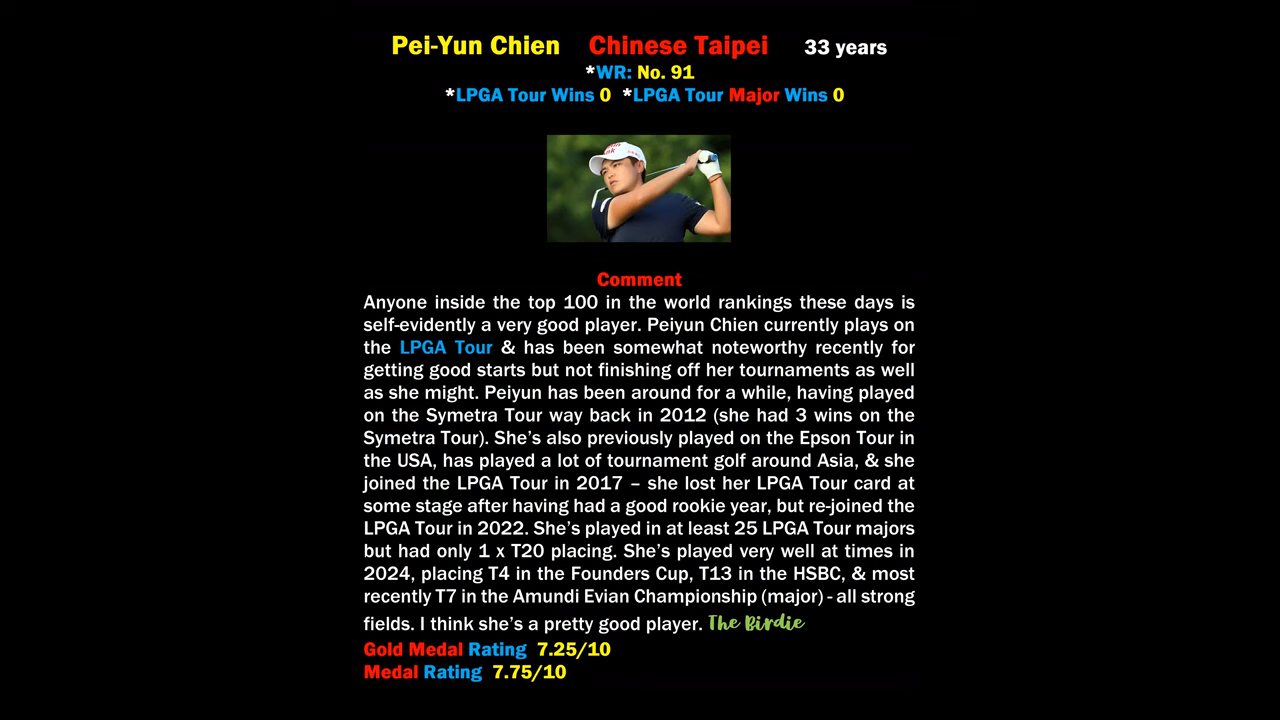 Pei-Yun Chien Chinese Taipei 33 years
*WR: No. 91
*LPGA Tour Wins 0 *LPGA Tour Major Wins 0
Comment
Anyone inside the top 100 in the world rankings these days is
self-evidently a very good player. Peiyun Chien currently plays on
the LPGA Tour & has been somewhat noteworthy recently for
getting good starts but not finishing off her tournaments as well
as she might. Peiyun has been around for a while, having played
on the Symetra Tour way back in 2012 (she had 3 wins on the
Symetra Tour). She's also previously played on the Epson Tour in
the USA, has played a lot of tournament golf around Asia, & she
joined the LPGA Tour in 2017 – she lost her LPGA Tour card at
some stage after having had a good rookie year, but re-joined the
LPGA Tour in 2022. She's played in at least 25 LPGA Tour majors
but had only 1 x T20 placing. She's played very well at times in
2024, placing T4 in the Founders Cup, T13 in the HSBC, & most
recently T7 in the Amundi Evian Championship (major) - all strong
fields. I think she's a pretty good player. The Birdie
Gold Medal Rating 7.25/10
Medal Rating 7.75/10